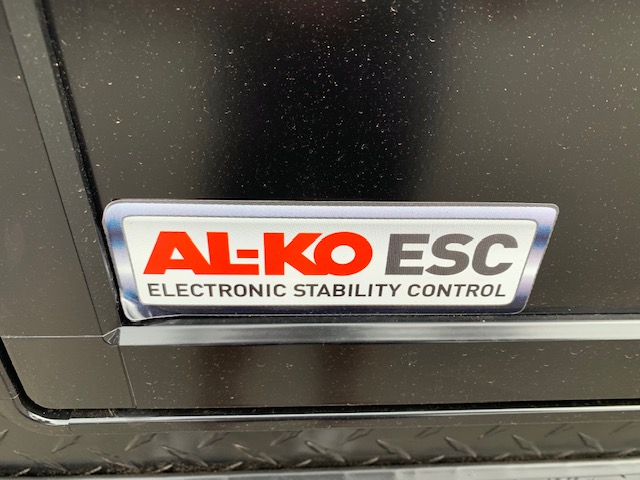 AL-KO ESC
ELECTRONIC STABILITY CONTROL